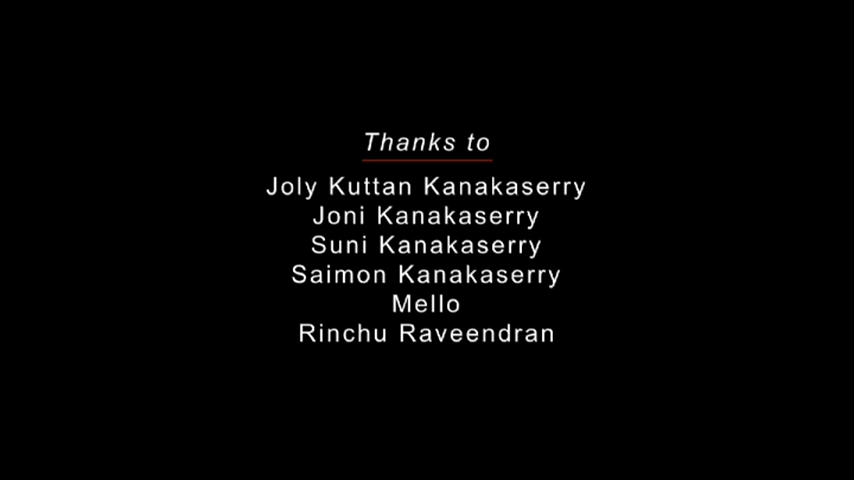 Thanks to
Joly Kuttan Kanakaserry
Joni Kanakaserry
Suni Kanakaserry
Saimon Kanakaserry
Mello
Rinchu Raveendran